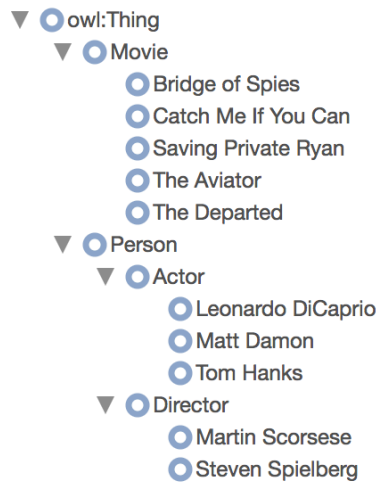 owl:Thing
Movie
Bridge of Spies
Catch Me If You Can
Saving Private Ryan
The Aviator
The Departed
Person
Actor
Leonardo DiCaprio
Matt Damon
Tom Hanks
Director
Martin Scorsese
Steven Spielberg